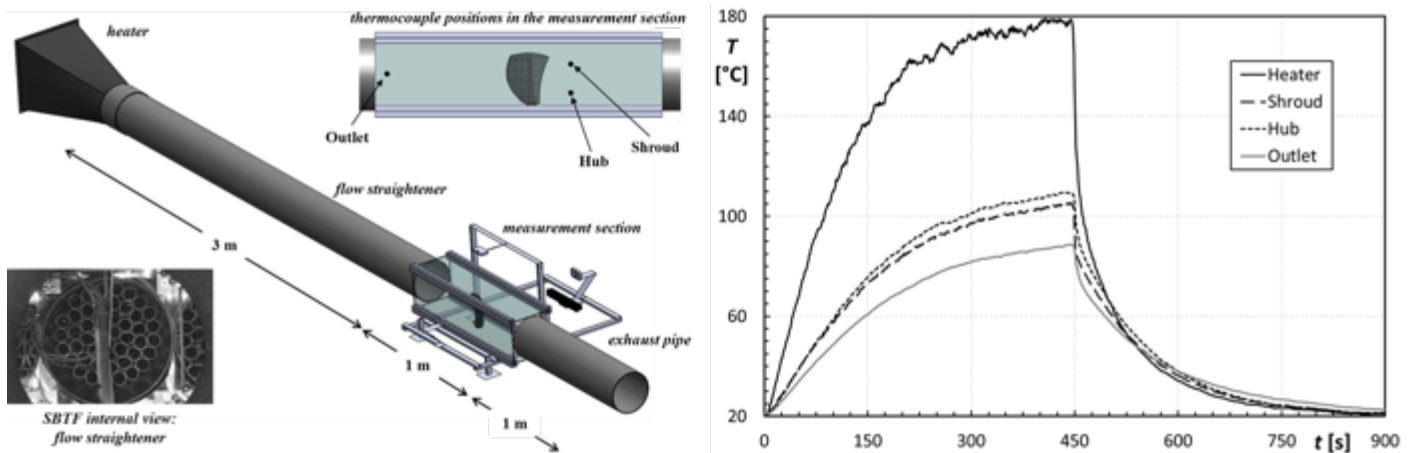 thermocouple positions in the measurement section
heater
Outlet
Hub
Shroud
flow straightener
measurement section
3 m
exhaust pipe
1 m
1 m
SBTF internal view:
flow straightener
180
T
[°C]
140
100
60
20
Heater
Shroud
Hub
Outlet
0 150 300 450 600 750 t [s] 900